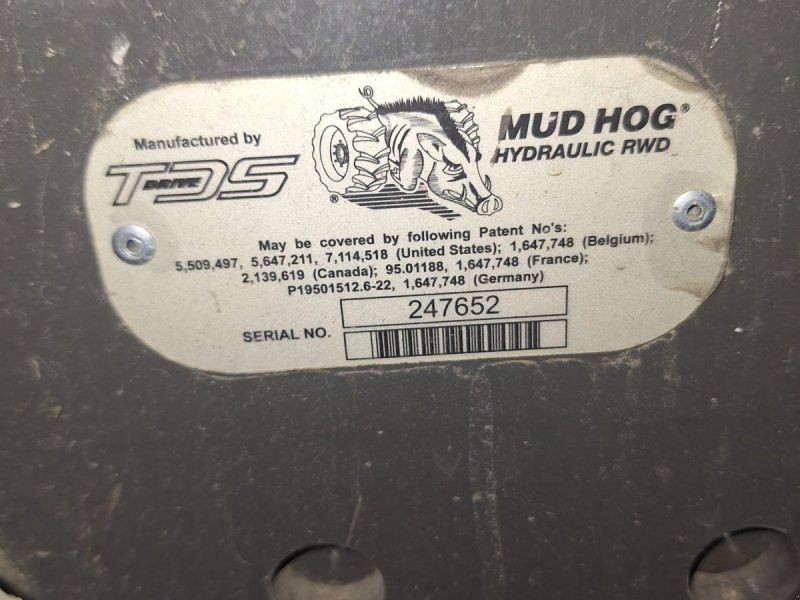 Manufactured by
TDS
DRIVE
®
MUD HOG®
HYDRAULIC RWD
May be covered by following Patent No's:
5,509,497, 5,647,211, 7,114,518 (United States); 1,647,748 (Belgium);
2,139,619 (Canada); 95.01188, 1,647,748 (France);
P19501512.6-22, 1,647,748 (Germany)
SERIAL NO. 247652